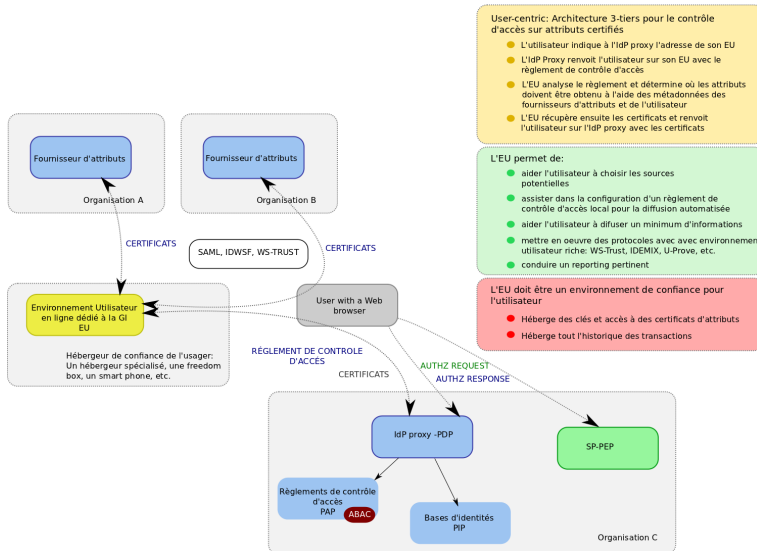 User-centric: Architecture 3-tiers pour le contrôle
d'accès sur attributs certifiés
L'utilisateur indique à l'IdP proxy l'adresse de son EU
L'IdP Proxy renvoit l'utilisateur sur son EU avec le
règlement de contrôle d'accès
L'EU analyse le règlement et détermine où les attributs
doivent être obtenu à l'aide des métadonnées des
fournisseurs d'attributs et de l'utilisateur
L'EU récupère ensuite les certificats et renvoit
l'utilisateur sur l'IdP proxy avec les certificats
Fournisseur d'attributs
Organisation A
Fournisseur d'attributs
Organisation B
L'EU permet de:
aider l'utilisateur à choisir les sources
potentielles
assister dans la configuration d'un règlement de
contrôle d'accès local pour la diffusion automatisée
aider l'utilisateur à difuser un minimum d'informations
mettre en oeuvre des protocoles avec avec environnemen
utilisateur riche: WS-Trust, IDEMIX, U-Prove, etc.
conduire un reporting pertinent
CERTIFICATS
SAML, IDWSF, WS-TRUST
CERTIFICATS
Environnement Utilisateur
en ligne dédié à la GI
EU
User with a Web
browser
L'EU doit être un environnement de confiance pour
l'utilisateur
Héberge des clés et accès à des certificats d'attributs
Héberge tout l'historique des transactions
Hébergeur de confiance de l'usager:
Un hébergeur spécialisé, une freedom
box, un smart phone, etc.
RÈGLEMENT DE CONTROLE
D'ACCÈS
CERTIFICATS
AUTHZ REQUEST
AUTHZ RESPONSE
IdP proxy -PDP
SP-PEP
Règlements de contrôle
d'accès
PAP
ABAC
Bases d'identités
PIP
Organisation C